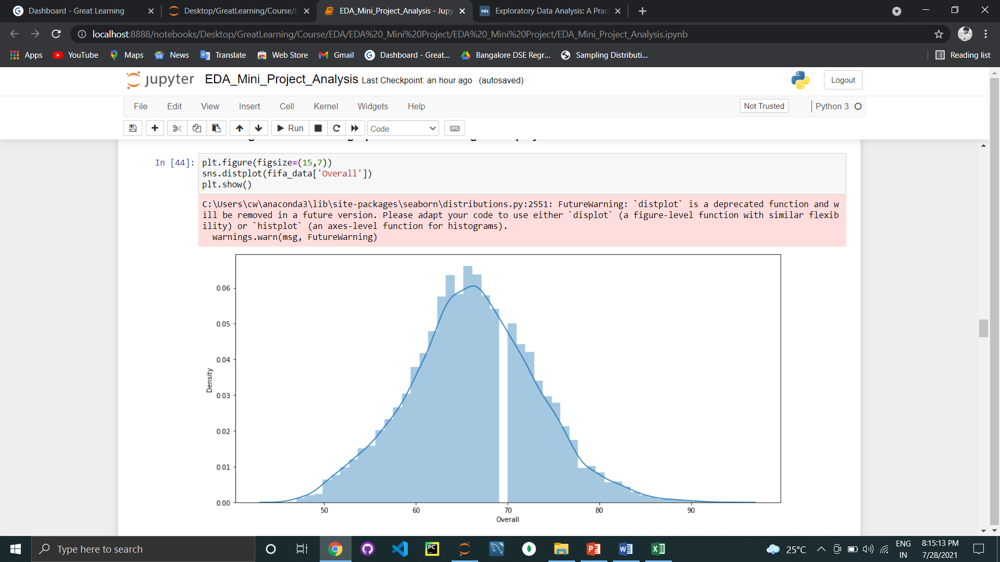 Dashboard - Great Learning
Desktop/GreatLearning/Course/E
EDA_Mini_Project_Analysis - Jupy
tds Exploratory Data Analysis: A Prac
localhost:8888/notebooks/Desktop/GreatLearning/Course/EDA/EDA%20_Mini%20Project/EDA%20_Mini%20Project/EDA_Mini_Project_Analysis.ipynb
Apps YouTube Maps News Translate Web Store Gmail Dashboard - Great... Bangalore DSE Regr... Sampling Distributi... Reading list
jupyter EDA_Mini_Project_Analysis Last Checkpoint: an hour ago (autosaved) Logout
File Edit View Insert Cell Kernel Widgets Help Not Trusted Python 3
Run Code
In [44]: plt.figure(figsize=(15,7))
sns.distplot(fifa_data['Overall'])
plt.show()
C:\Users\cw\anaconda3\lib\site-packages\seaborn\distributions.py:2551: FutureWarning: `distplot` is a deprecated function and w
ill be removed in a future version. Please adapt your code to use either `displot` (a figure-level function with similar flexib
ility) or `histplot` (an axes-level function for histograms).
warnings.warn(msg, FutureWarning)
0.06
0.05
0.04
Density
0.03
0.02
0.01
0.00
50 60 70 80 90
Overall
Type here to search
PC
25°C
ENG
IN
8:15:13 PM
7/28/2021